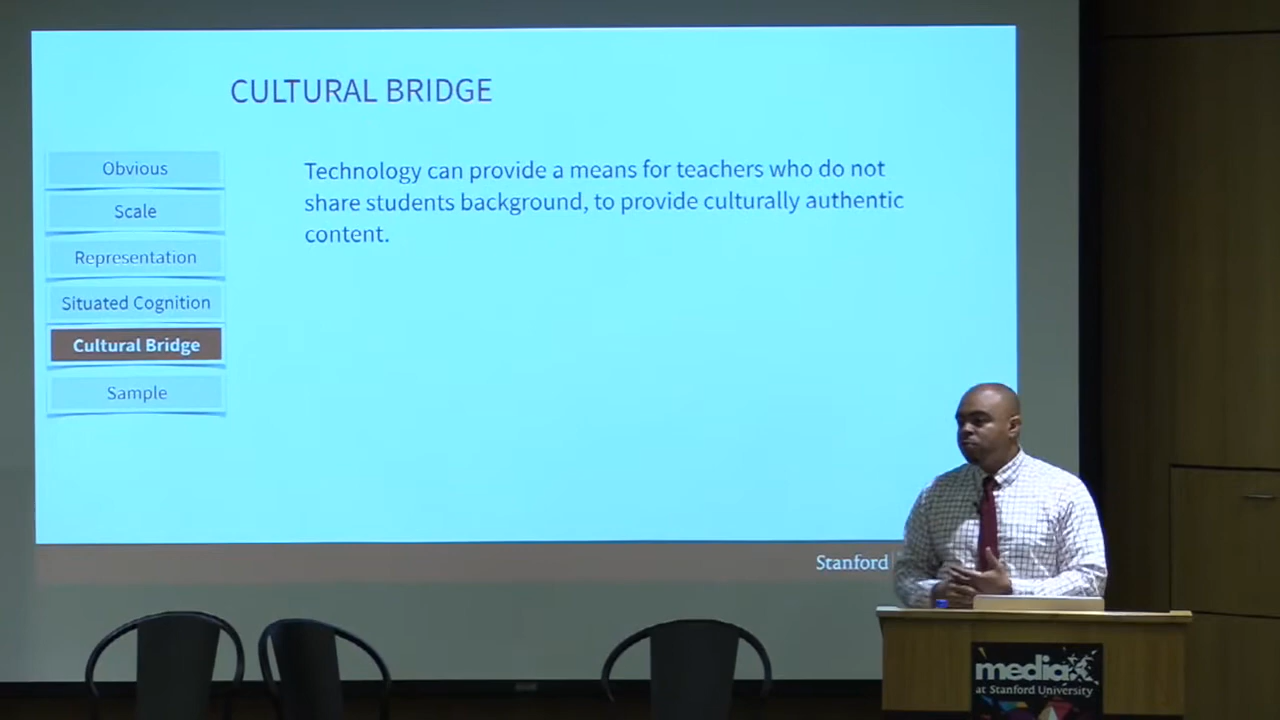 CULTURAL BRIDGE
Obvious
Scale
Representation
Situated Cognition
Cultural Bridge
Sample
Technology can provide a means for teachers who do not
share students background, to provide culturally authentic
content.
Stanford
mediaX
at Stanford University